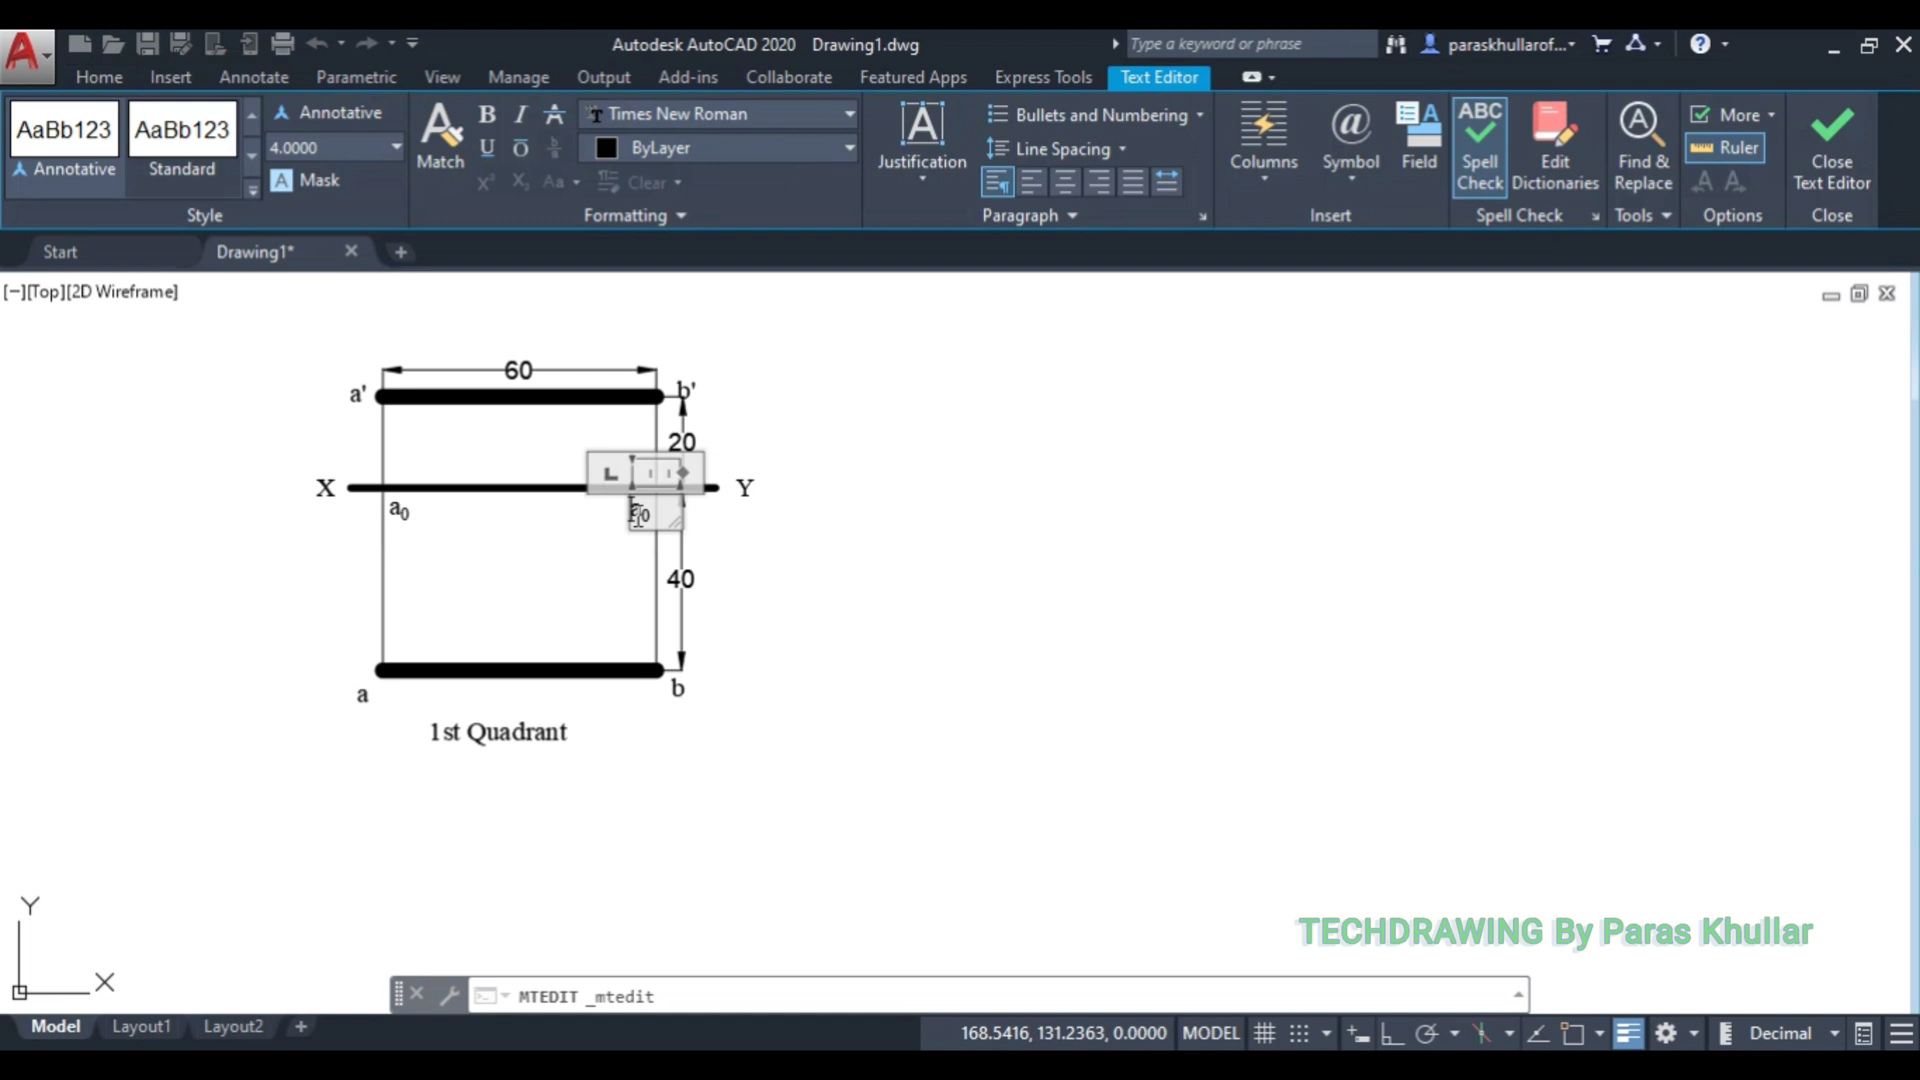 Autodesk AutoCAD 2020 Drawing1.dwg
Type a keyword or phrase
paraskhullarof...
Home Insert Annotate Parametric View Manage Output Add-ins Collaborate Featured Apps Express Tools Text Editor
AaBb123 AaBb123
Annotative Standard
Annotative
4.0000
Mask
Style
Match
Times New Roman
ByLayer
Clear
Formatting
Justification
Bullets and Numbering
Line Spacing
Paragraph
Columns
Symbol
Field
Insert
ABC
Spell Check
Edit Dictionaries
Spell Check
Find & Replace
Tools
More
Ruler
Options
Close Text Editor
Close
Start Drawing1*
[−][Top][2D Wireframe]
60
a' b'
20
X Y
a0
40
a b
1st Quadrant
Y
X
TECHDRAWING By Paras Khullar
MTEDIT _mtedit
Model Layout1 Layout2
168.5416, 131.2363, 0.0000 MODEL
Decimal